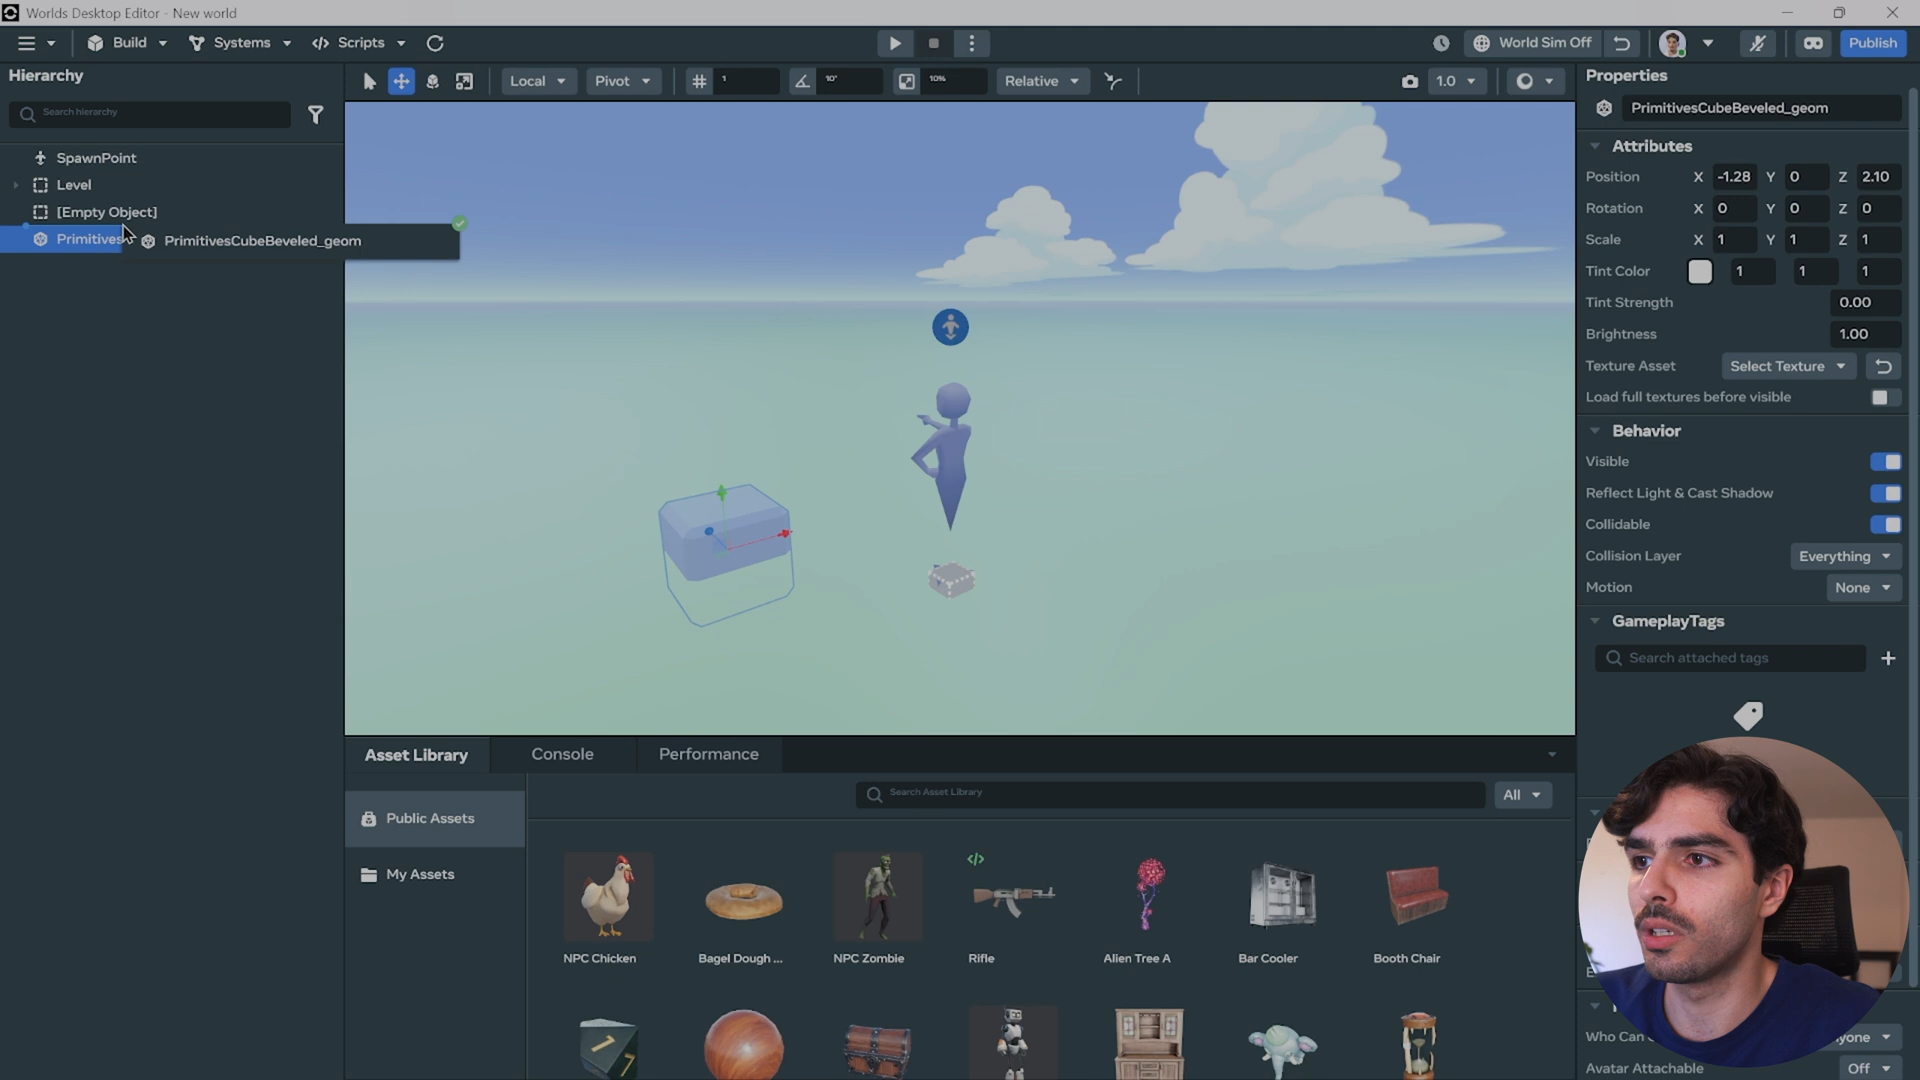 Worlds Desktop Editor - New world
Build
Systems
Scripts
World Sim Off
Publish
Hierarchy
Local
Pivot
1
10°
10%
Relative
1.0
Properties
Search hierarchy
PrimitivesCubeBeveled_geom
SpawnPoint
Level
[Empty Object]
Primitives
PrimitivesCubeBeveled_geom
Attributes
Position X -1.28 Y 0 Z 2.10
Rotation X 0 Y 0 Z 0
Scale X 1 Y 1 Z 1
Tint Color 1 1 1
Tint Strength 0.00
Brightness 1.00
Texture Asset Select Texture
Load full textures before visible
Behavior
Visible
Reflect Light & Cast Shadow
Collidable
Collision Layer Everything
Motion None
GameplayTags
Search attached tags
Who Can
yone
Avatar Attachable Off
Asset Library
Console
Performance
Search Asset Library
All
Public Assets
My Assets
NPC Chicken
Bagel Dough ...
NPC Zombie
Rifle
Alien Tree A
Bar Cooler
Booth Chair